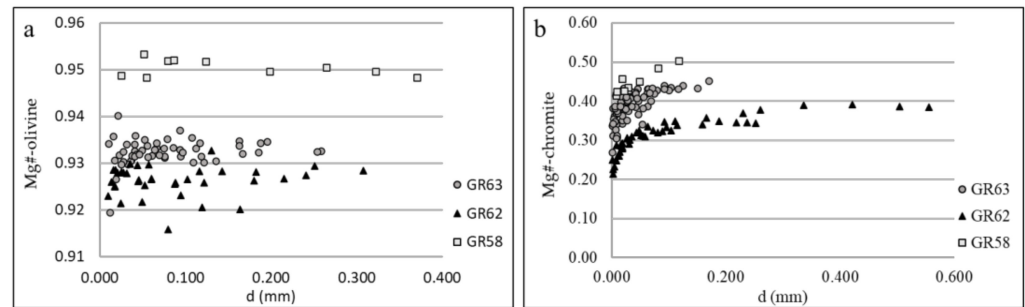 a
0.96
0.95
0.94
0.93
0.92
0.91
Mg#-olivine
0.000
0.100
0.200
0.300
0.400
d (mm)
GR63
GR62
GR58
b
0.60
0.50
0.40
0.30
0.20
0.10
0.00
Mg#-chromite
0.000
0.200
0.400
0.600
d (mm)
GR63
GR62
GR58